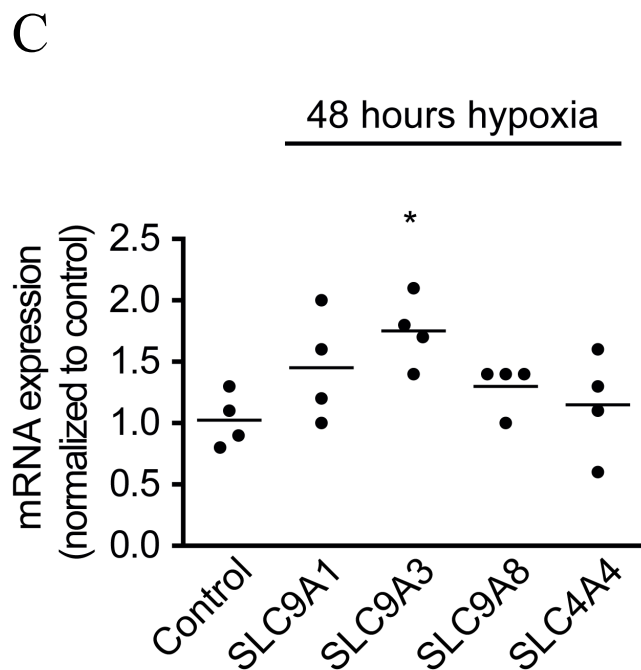 C
48 hours hypoxia
*
mRNA expression
(normalized to control)
2.5
2.0
1.5
1.0
0.5
0.0
Control
SLC9A1
SLC9A3
SLC9A8
SLC4A4